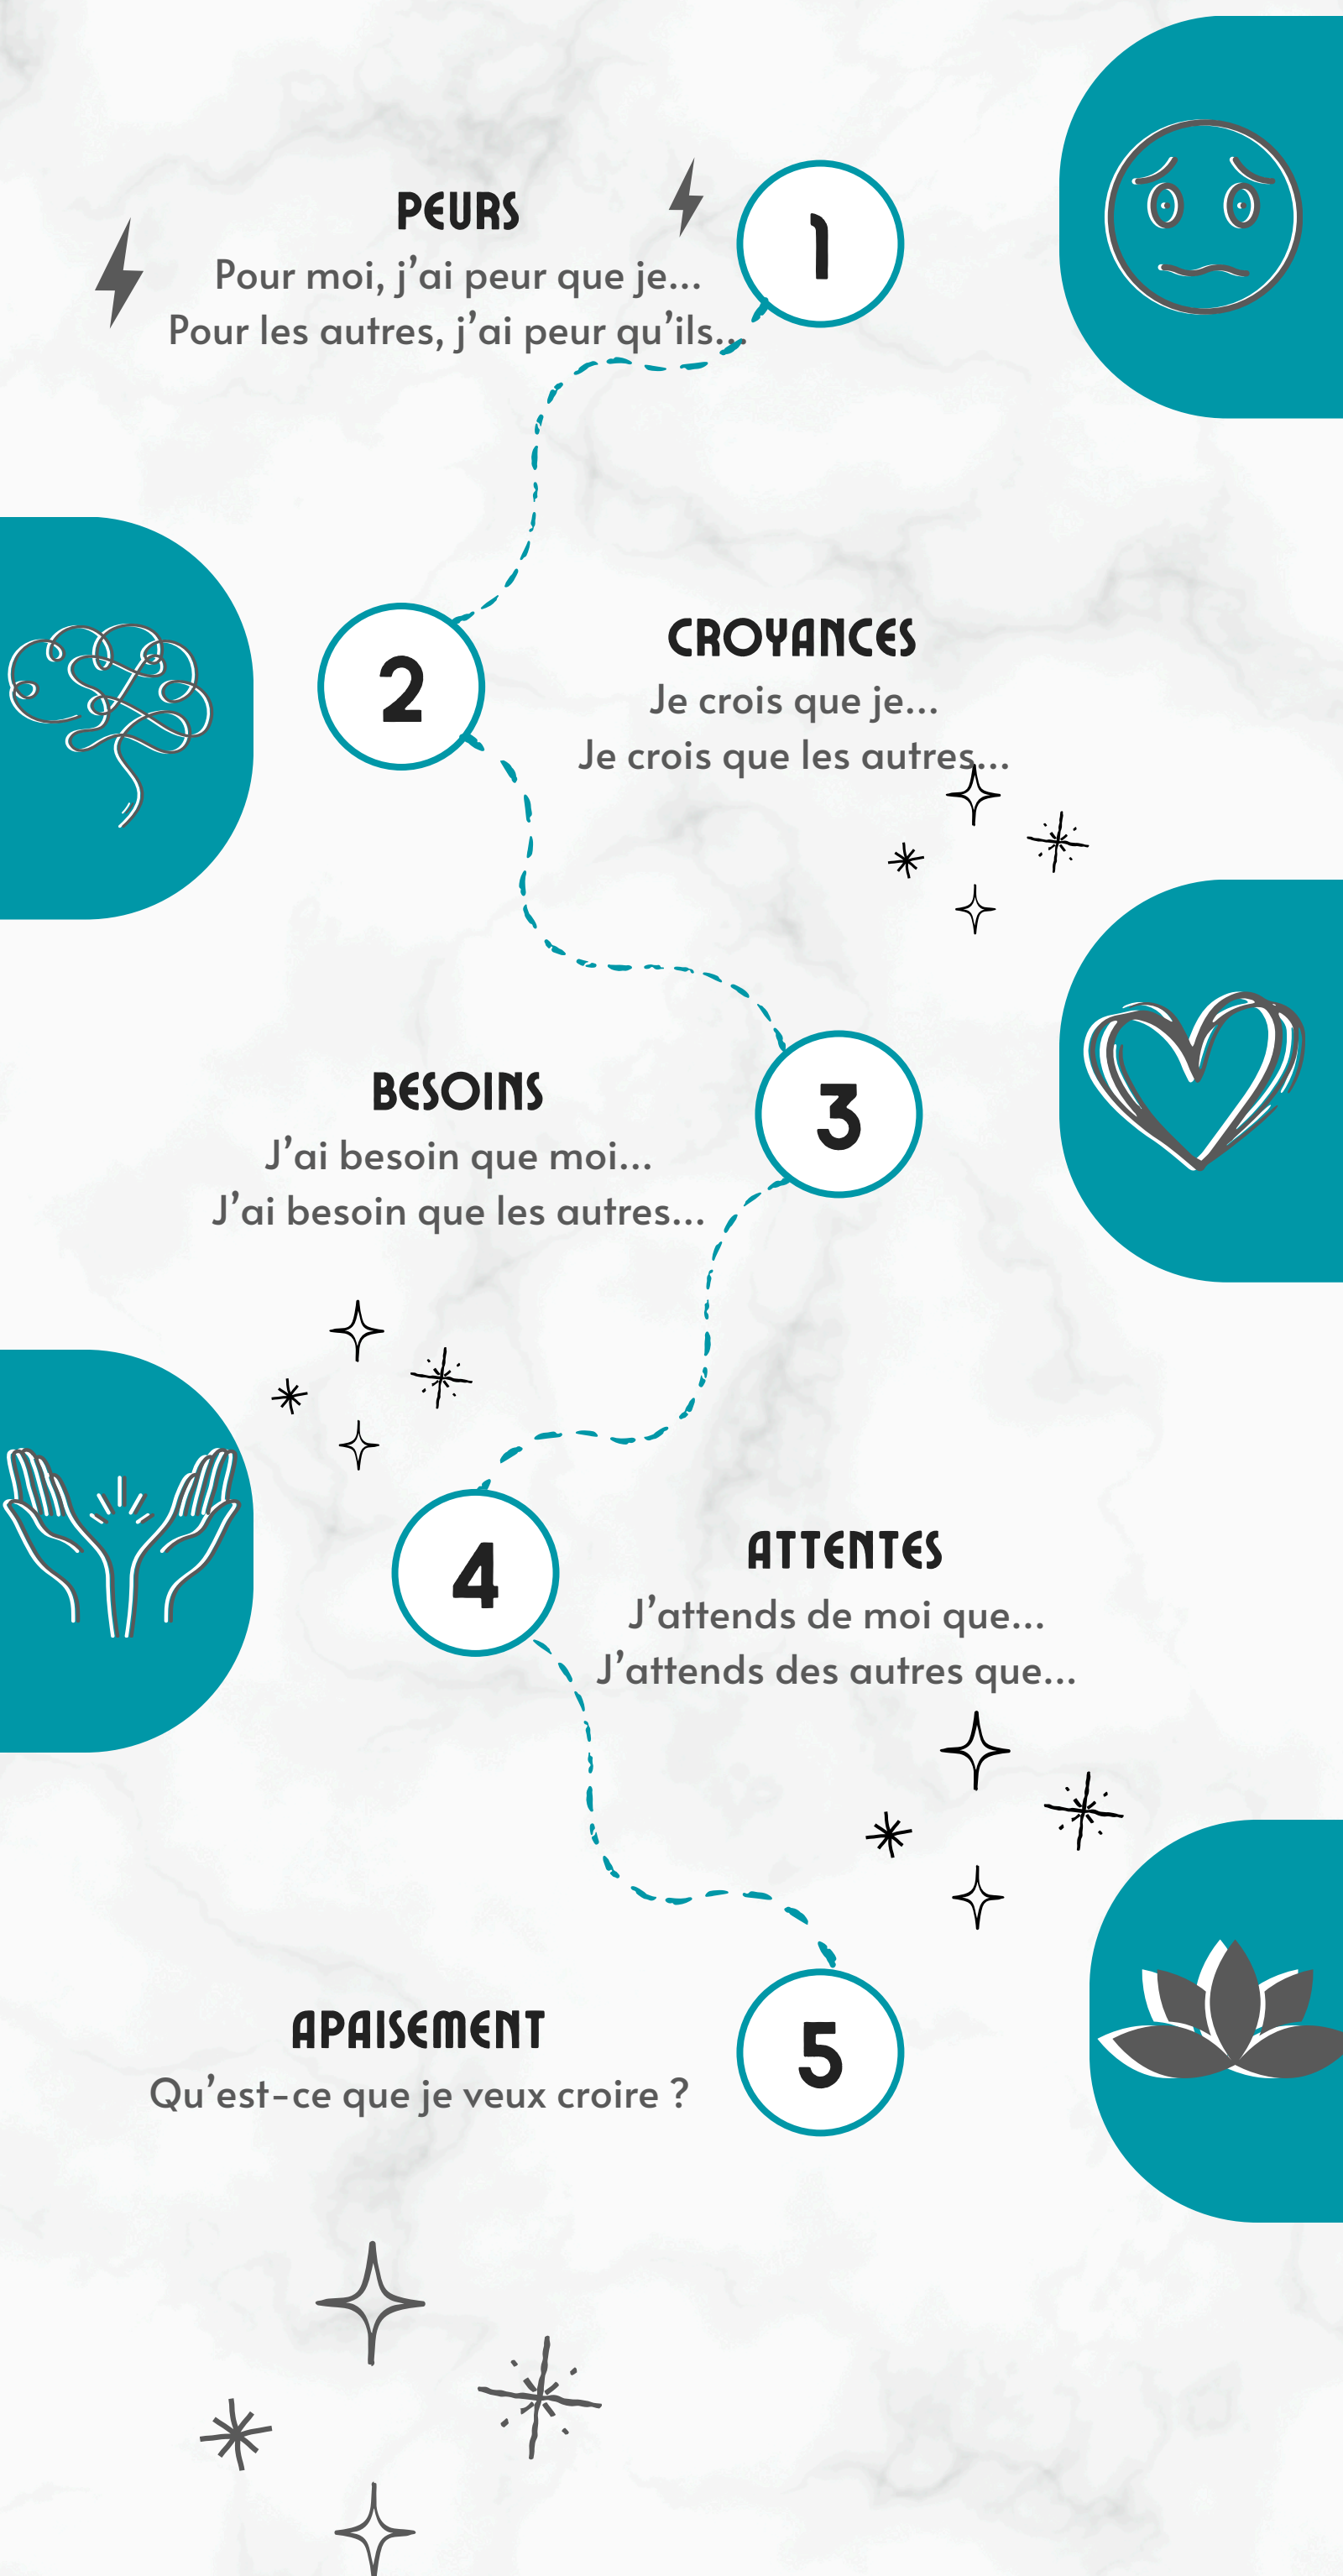 PEURS
1
Pour moi, j'ai peur que je...
Pour les autres, j'ai peur qu'ils...
2
CROYANCES
Je crois que je...
Je crois que les autres...
BESOINS
3
J'ai besoin que moi...
J'ai besoin que les autres...
4
ATTENTES
J'attends de moi que...
J'attends des autres que...
APAISEMENT
5
Qu'est-ce que je veux croire ?